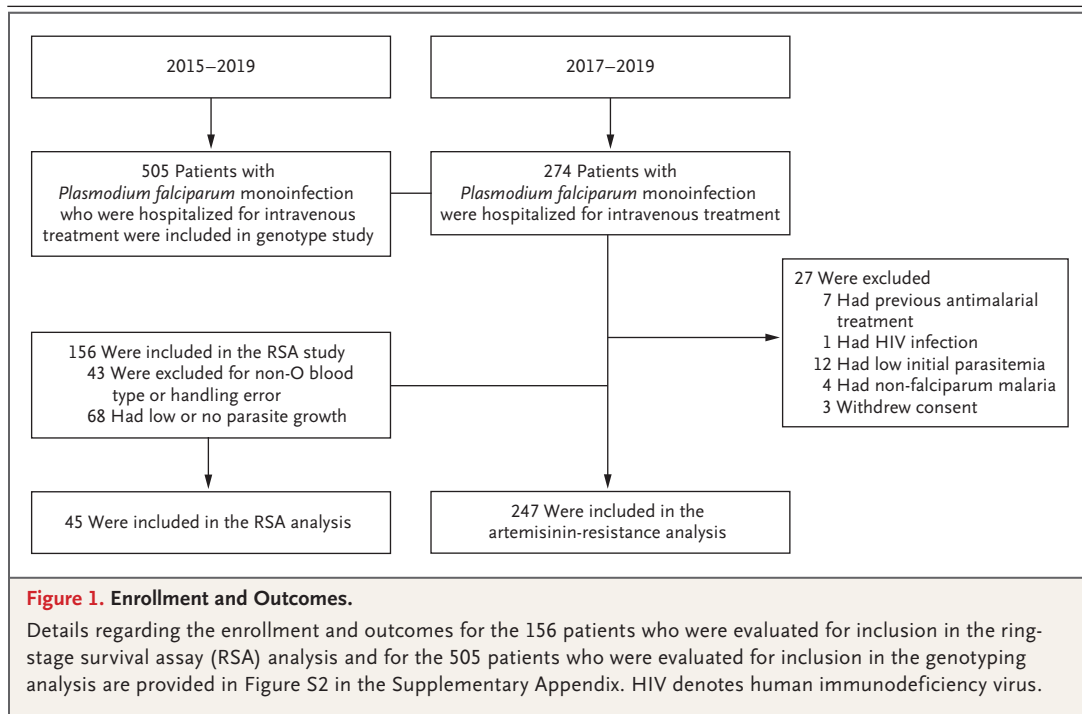 2015–2019
2017–2019
505 Patients with
Plasmodium falciparum monoinfection
who were hospitalized for intravenous
treatment were included in genotype study
274 Patients with
Plasmodium falciparum monoinfection
were hospitalized for intravenous treatment
27 Were excluded
7 Had previous antimalarial
treatment
1 Had HIV infection
12 Had low initial parasitemia
4 Had non-falciparum malaria
3 Withdrew consent
156 Were included in the RSA study
43 Were excluded for non-O blood
type or handling error
68 Had low or no parasite growth
45 Were included in the RSA analysis
247 Were included in the
artemisinin-resistance analysis
Figure 1. Enrollment and Outcomes.
Details regarding the enrollment and outcomes for the 156 patients who were evaluated for inclusion in the ring-
stage survival assay (RSA) analysis and for the 505 patients who were evaluated for inclusion in the genotyping
analysis are provided in Figure S2 in the Supplementary Appendix. HIV denotes human immunodeficiency virus.